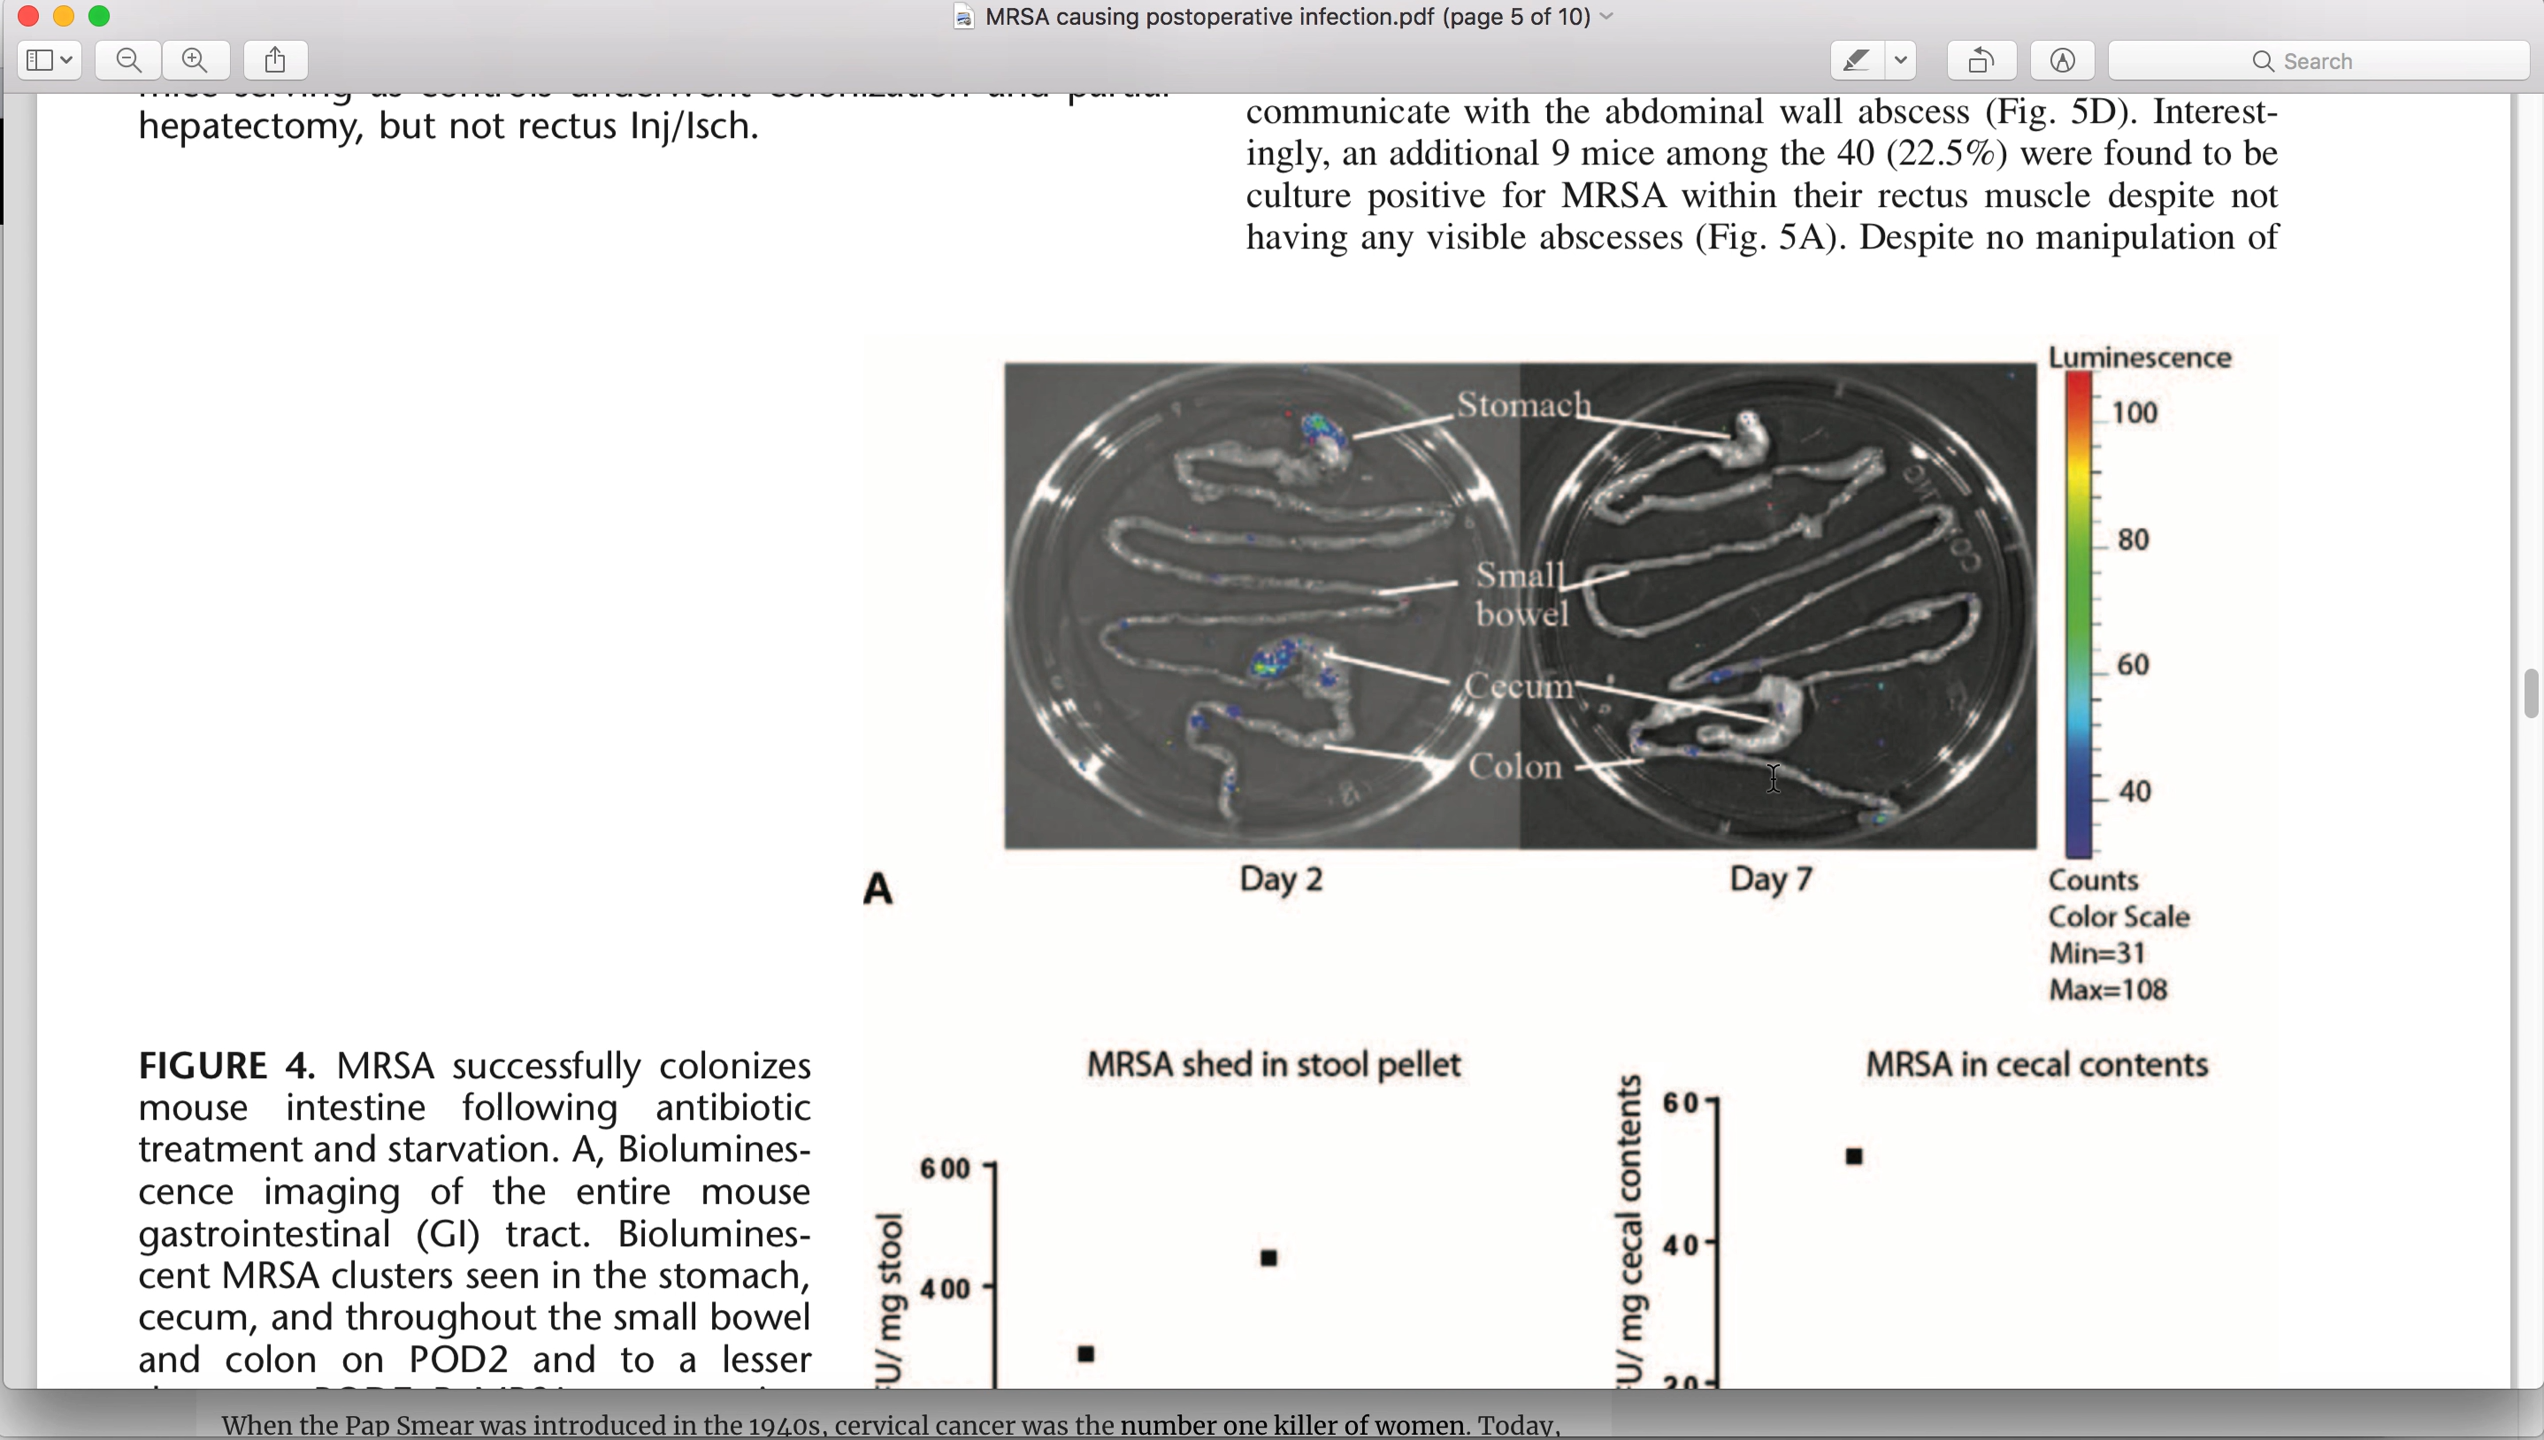 MRSA causing postoperative infection.pdf (page 5 of 10)
Search
hepatectomy, but not rectus Inj/Isch.
communicate with the abdominal wall abscess (Fig. 5D). Interest-
ingly, an additional 9 mice among the 40 (22.5%) were found to be
culture positive for MRSA within their rectus muscle despite not
having any visible abscesses (Fig. 5A). Despite no manipulation of
Luminescence
100
80
60
40
Stomach
Small
bowel
Cecum
Colon
Day 2
Day 7
A
Counts
Color Scale
Min=31
Max=108
FIGURE 4. MRSA successfully colonizes
mouse intestine following antibiotic
treatment and starvation. A, Biolumines-
cence imaging of the entire mouse
gastrointestinal (GI) tract. Biolumines-
cent MRSA clusters seen in the stomach,
cecum, and throughout the small bowel
and colon on POD2 and to a lesser
MRSA shed in stool pellet
600
400
FU/ mg stool
MRSA in cecal contents
60
40
20
FU/ mg cecal contents
When the Pap Smear was introduced in the 1940s, cervical cancer was the number one killer of women. Today,